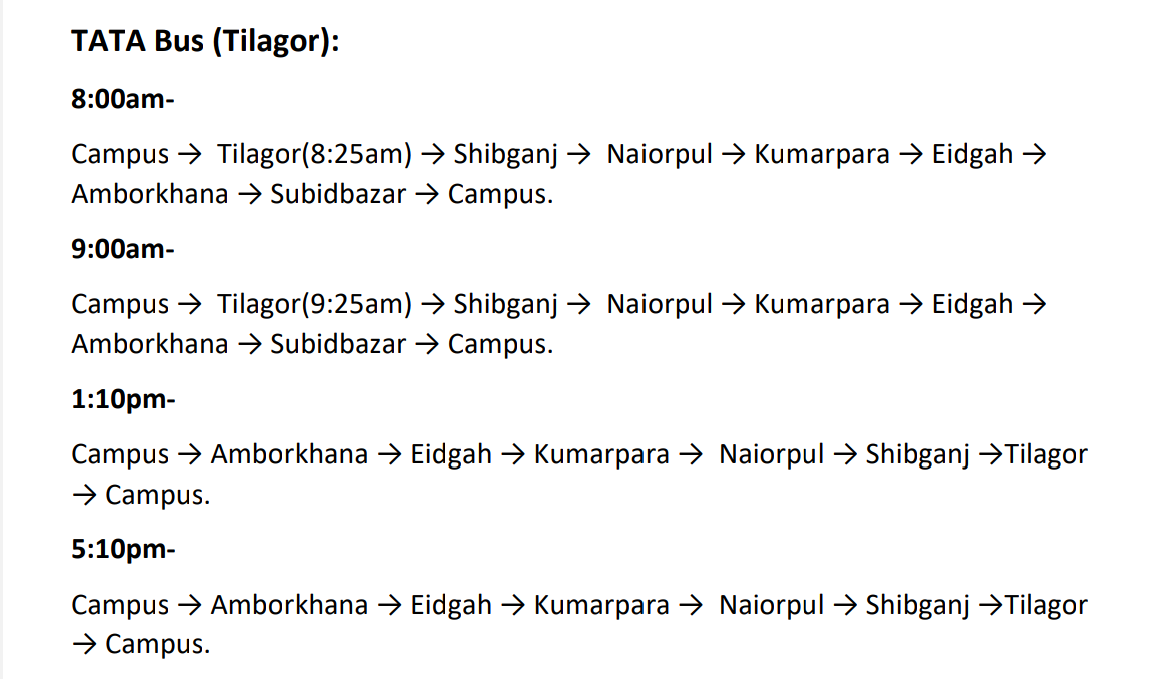 TATA Bus (Tilagor):
8:00am-
Campus → Tilagor(8:25am) → Shibganj → Naiorpul → Kumarpara → Eidgah →
Amborkhana → Subidbazar → Campus.
9:00am-
Campus → Tilagor(9:25am) → Shibganj → Naiorpul → Kumarpara → Eidgah →
Amborkhana → Subidbazar → Campus.
1:10pm-
Campus → Amborkhana → Eidgah → Kumarpara → Naiorpul → Shibganj →Tilagor
→ Campus.
5:10pm-
Campus → Amborkhana → Eidgah → Kumarpara → Naiorpul → Shibganj →Tilagor
→ Campus.